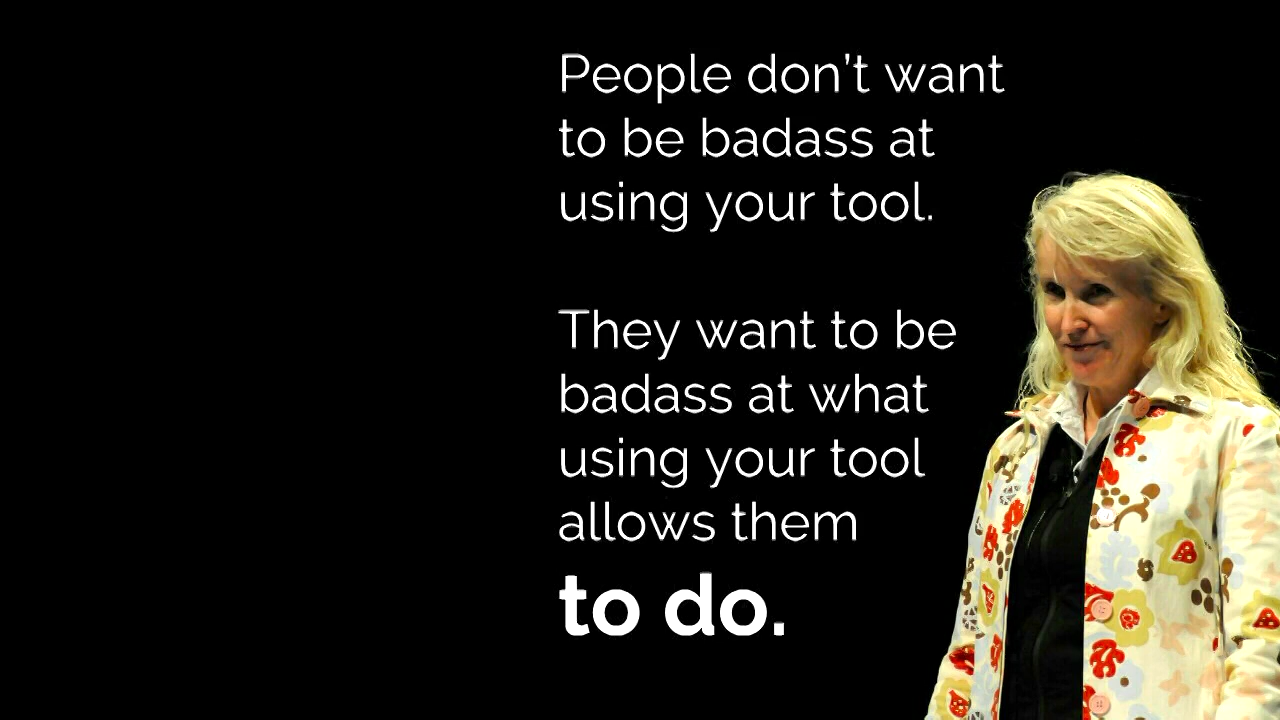 People don’t want
to be badass at
using your tool.
They want to be
badass at what
using your tool
allows them
to do.